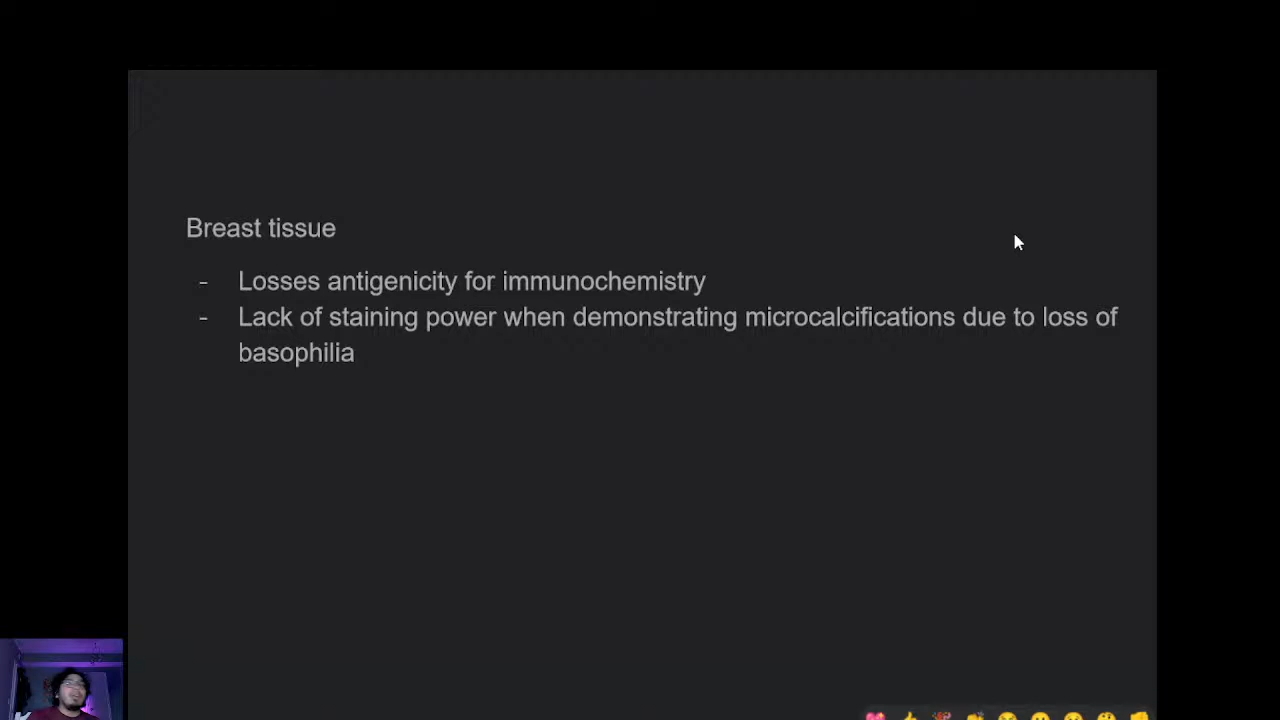 Breast tissue
- Losses antigenicity for immunochemistry
- Lack of staining power when demonstrating microcalcifications due to loss of
basophilia